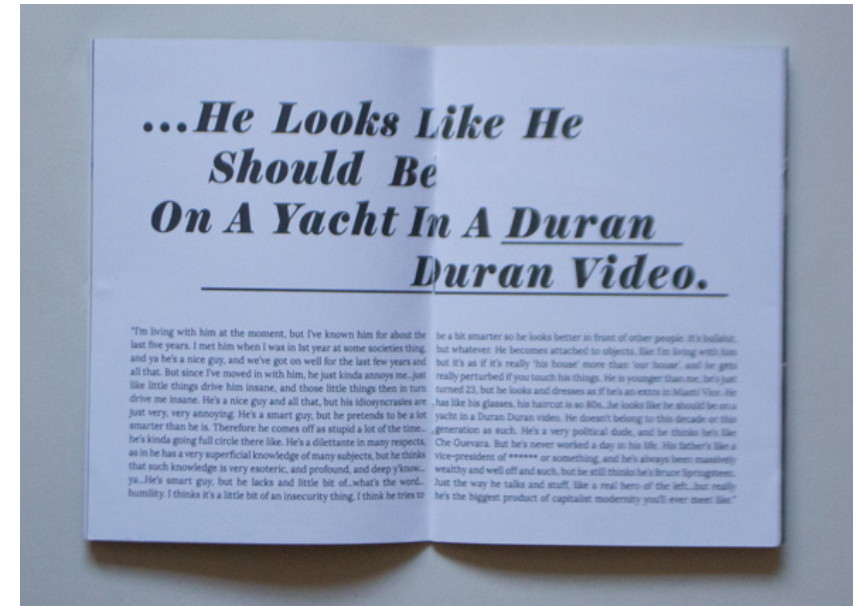 ...He Looks Like He
Should Be
On A Yacht In A Duran
Duran Video.
"I'm living with him at the moment, but I've known him for about the
last five years. I met him when I was in 1st year at some societies thing,
and ya he's a nice guy, and we've got on well for the last few years and
all that. But since I've moved in with him, he just kinda annoys me..just
like little things drive him insane, and those little things then in turn
drive me insane. He's a nice guy and all that, but his idiosyncrasies are
just very, very annoying. He's a smart guy, but he pretends to be a lot
smarter than he is. Therefore he comes off as stupid a lot of the time...
he's kinda going full circle there like. He's a dilettante in many respects,
as in he has a very superficial knowledge of many subjects, but he thinks
that such knowledge is very esoteric, and profound, and deep y'know...
ya...He's smart guy, but he lacks and little bit of...what's the word...
humility. I thinks it's a little bit of an insecurity thing, I think he tries to
be a bit smarter so he looks better in front of other people. It's bullshit,
but whatever. He becomes attached to objects, like I'm living with him
but it's as if it's really 'his house' more than 'our house', and he gets
really perturbed if you touch his things. He is younger than me, he's just
turned 23, but he looks and dresses as if he's an extra in Miami Vice. He
has like his glasses, his haircut is so 80s...he looks like he should be on a
yacht in a Duran Duran video. He doesn't belong to this decade or this
generation as such. He's a very political dude, and he thinks he's like
Che Guevara. But he's never worked a day in his life. His father's like a
vice-president of ****** or something, and he's always been massively
wealthy and well off and such, but he still thinks he's Bruce Springsteen.
Just the way he talks and stuff, like a real hero of the left...but really
he's the biggest product of capitalist modernity you'll ever meet like."